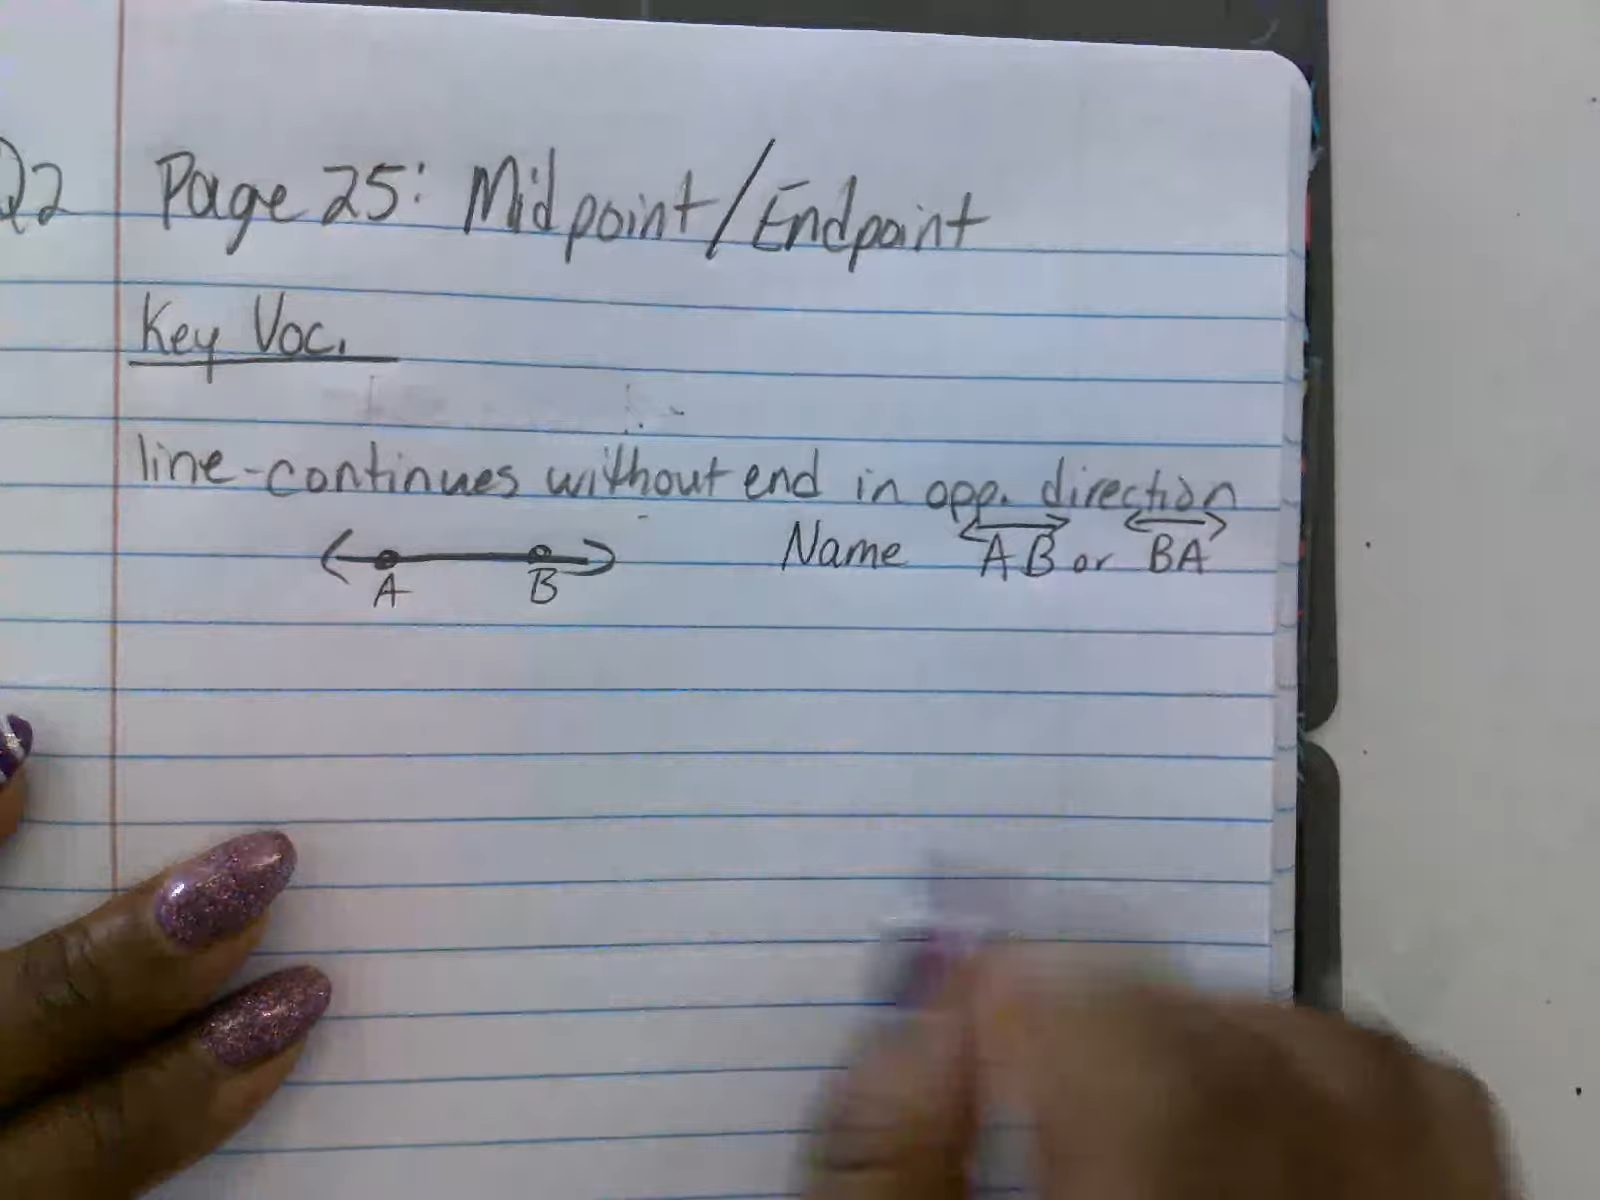 Q2 Page 25: Midpoint/Endpoint
Key Voc.
line-continues without end in opp. direction
Name AB or BA
A B